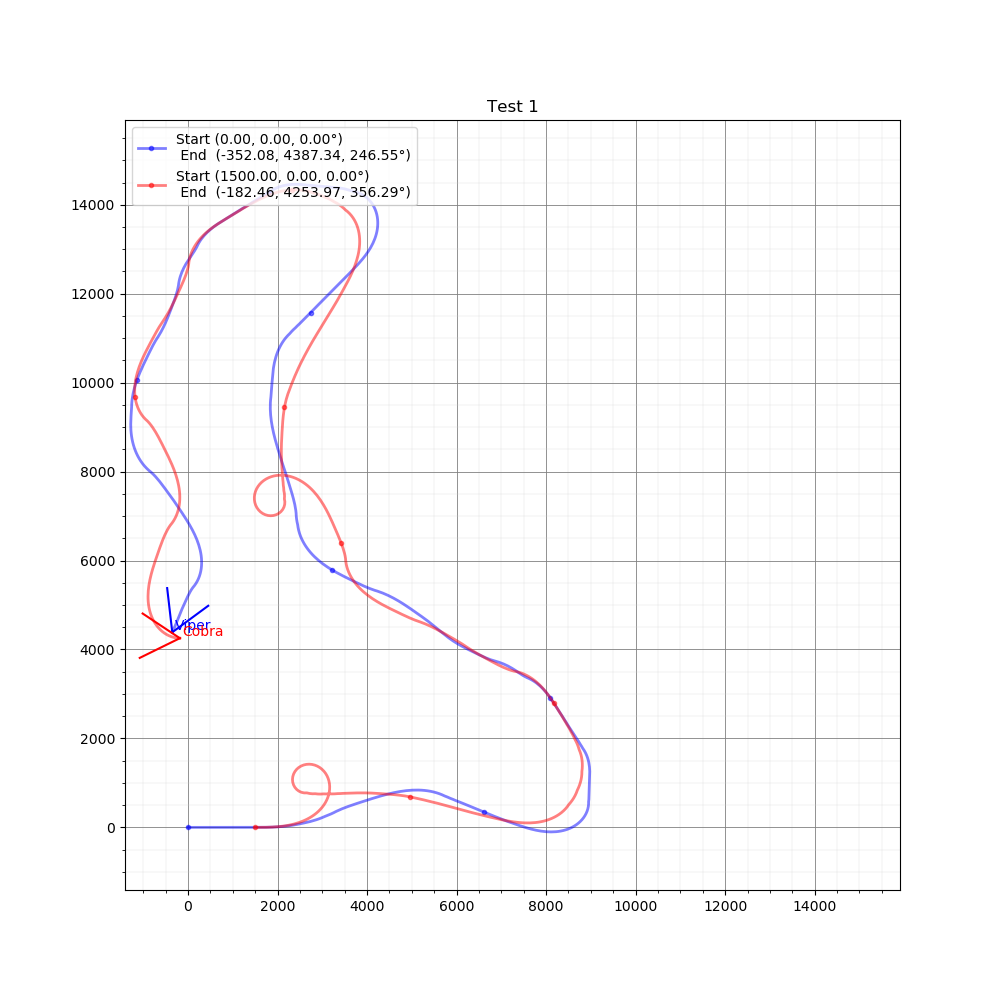 Test 1
Start (0.00, 0.00, 0.00°)
End (-352.08, 4387.34, 246.55°)
Start (1500.00, 0.00, 0.00°)
End (-182.46, 4253.97, 356.29°)
14000
12000
10000
8000
6000
Viper
Cobra
4000
2000
0
0 2000 4000 6000 8000 10000 12000 14000